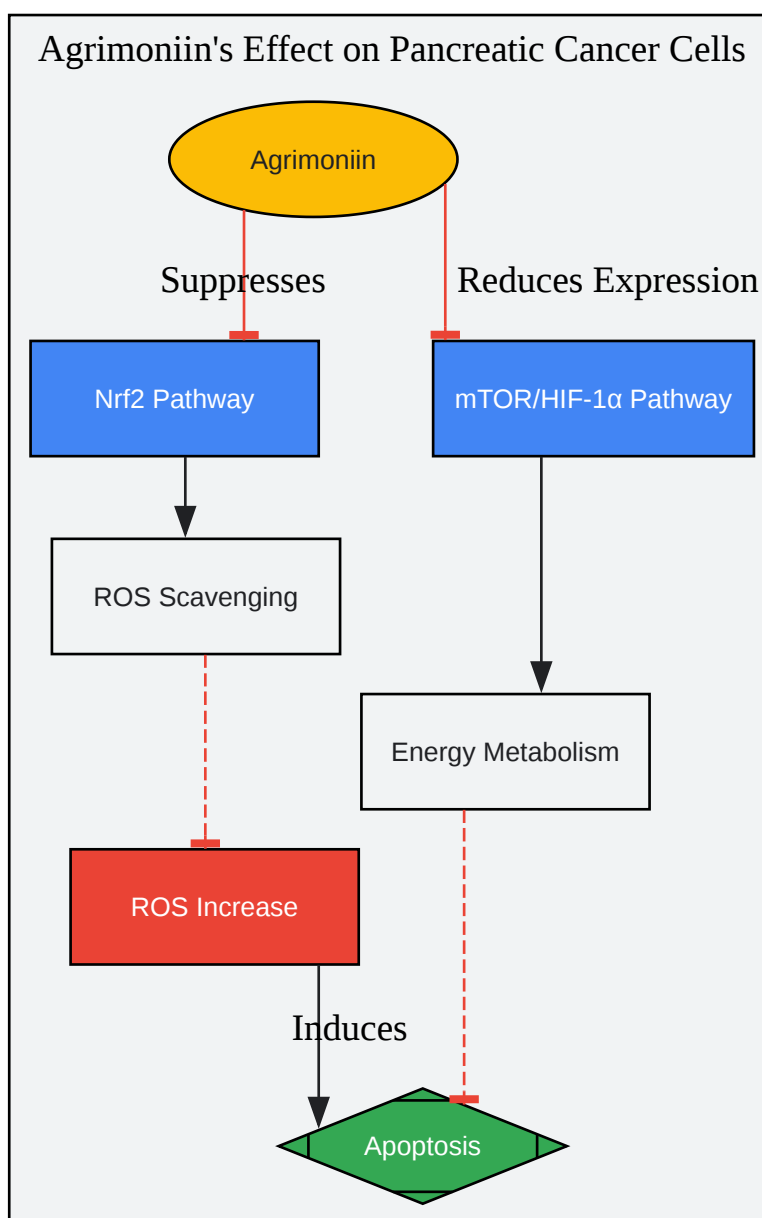 Agrimoniin's Effect on Pancreatic Cancer Cells
Agrimoniin
Suppresses
Reduces Expression
Nrf2 Pathway
mTOR/HIF-1α Pathway
ROS Scavenging
Energy Metabolism
ROS Increase
Induces
Apoptosis